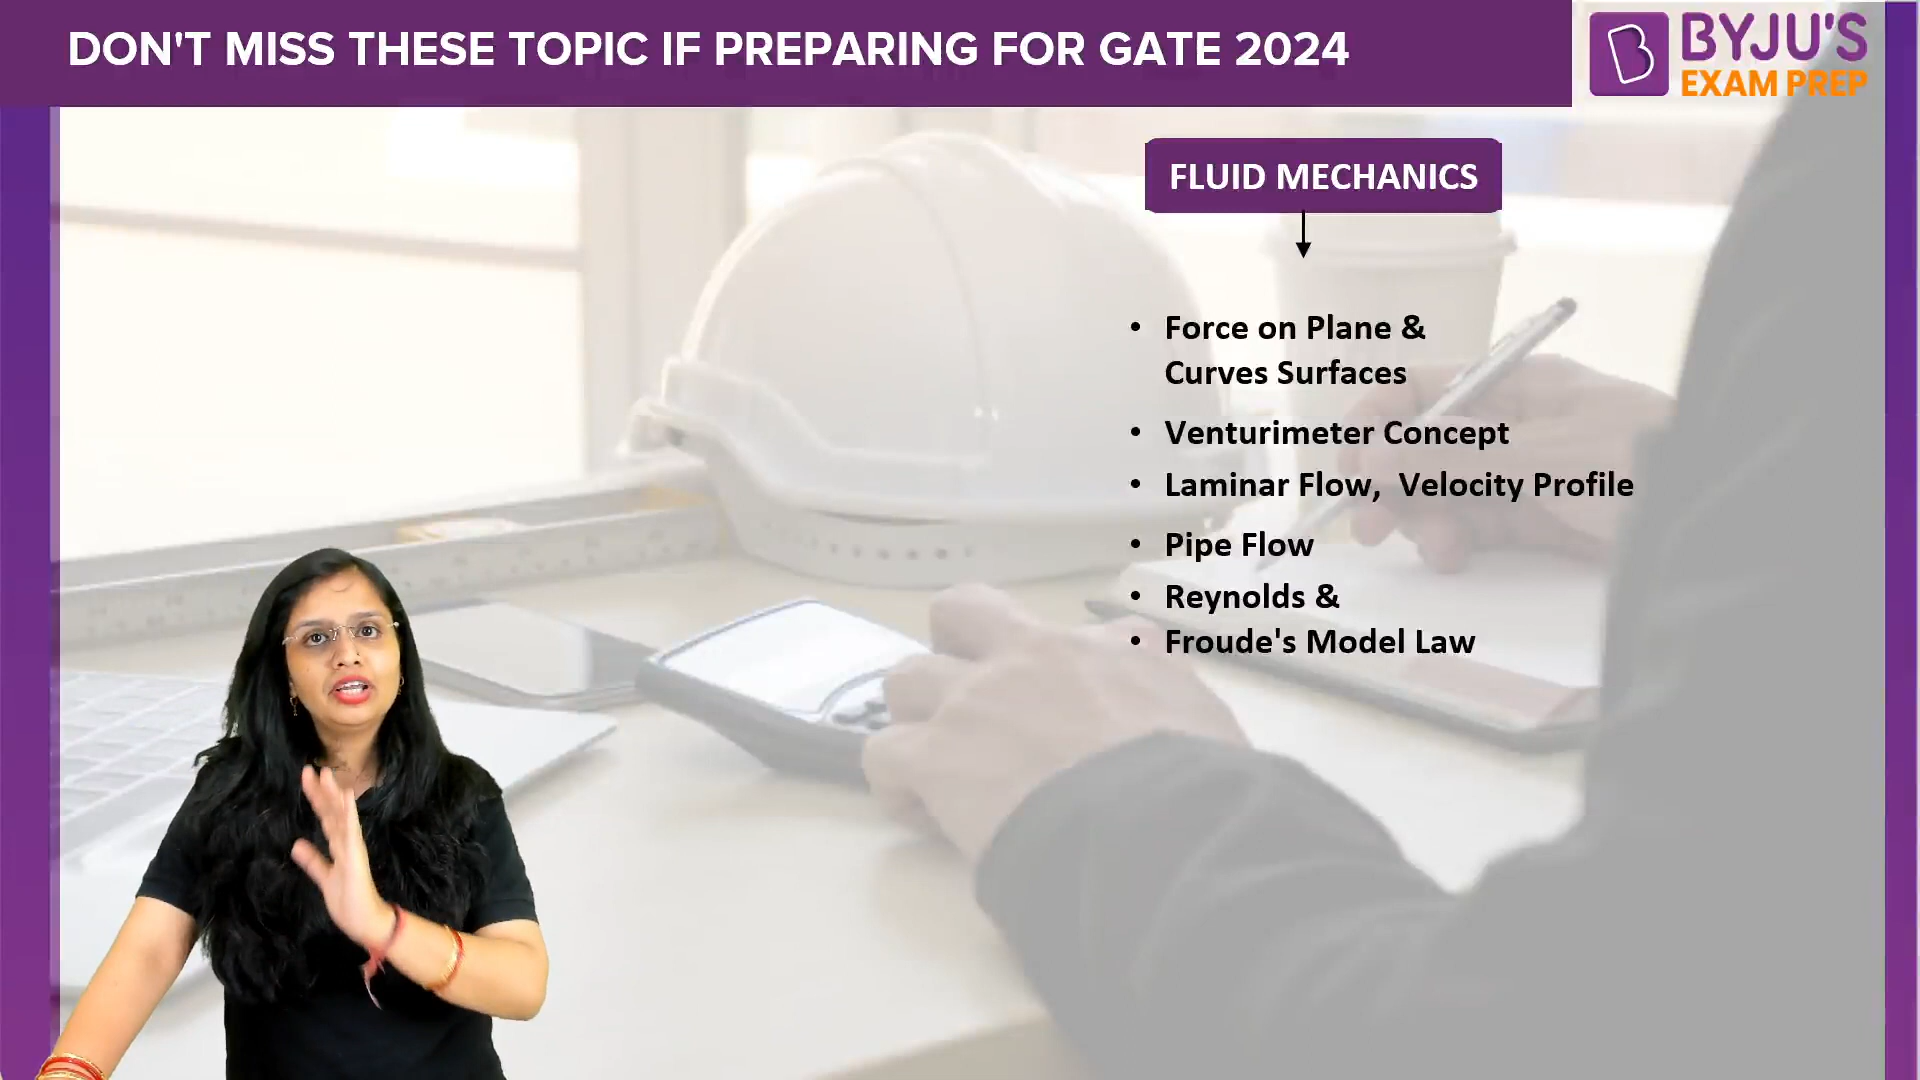 DON'T MISS THESE TOPIC IF PREPARING FOR GATE 2024
BYJU'S
EXAM PREP
FLUID MECHANICS
• Force on Plane &
Curves Surfaces
• Venturimeter Concept
• Laminar Flow, Velocity Profile
• Pipe Flow
• Reynolds &
• Froude's Model Law